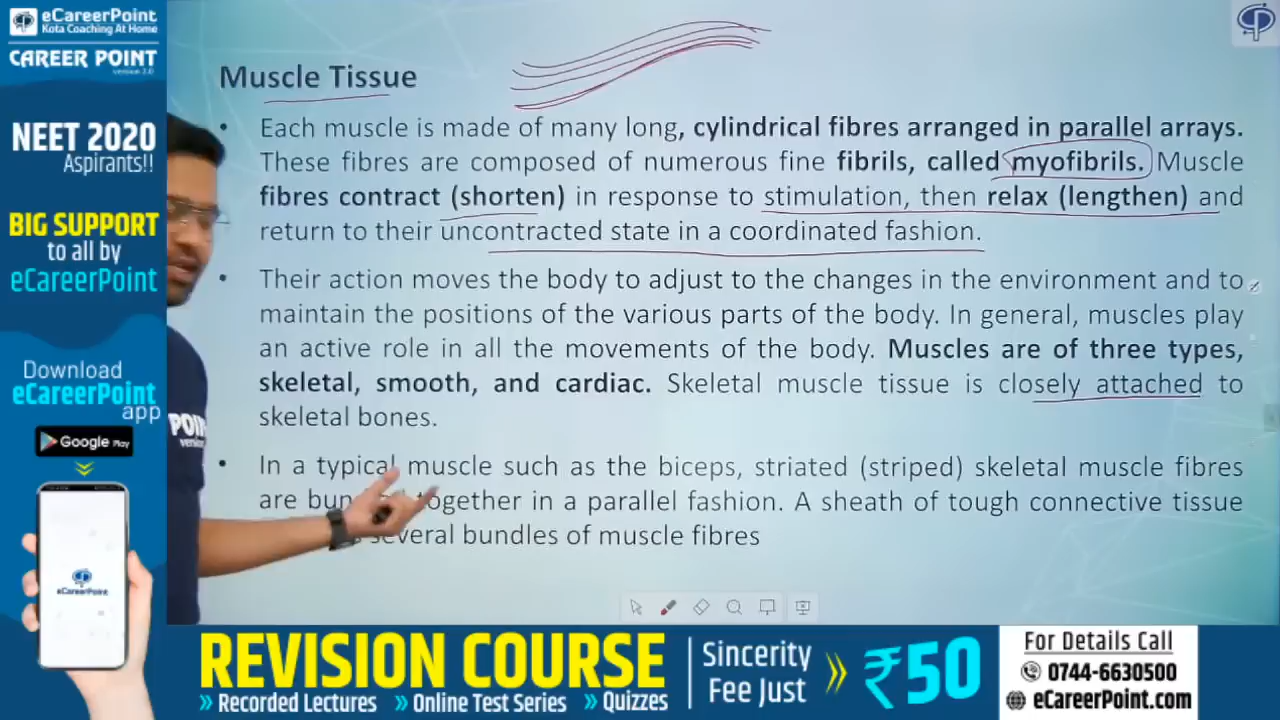 eCareerPoint
Kota Coaching At Home
CAREER POINT
version 2.0
NEET 2020
Aspirants!!
BIG SUPPORT
to all by
eCareerPoint
Download
eCareerPoint
app
Google Play
eCareerPoint
Muscle Tissue
• Each muscle is made of many long, cylindrical fibres arranged in parallel arrays.
These fibres are composed of numerous fine fibrils, called myofibrils. Muscle
fibres contract (shorten) in response to stimulation, then relax (lengthen) and
return to their uncontracted state in a coordinated fashion.
• Their action moves the body to adjust to the changes in the environment and to
maintain the positions of the various parts of the body. In general, muscles play
an active role in all the movements of the body. Muscles are of three types,
skeletal, smooth, and cardiac. Skeletal muscle tissue is closely attached to
skeletal bones.
• In a typical muscle such as the biceps, striated (striped) skeletal muscle fibres
are together in a parallel fashion. A sheath of tough connective tissue
several bundles of muscle fibres
POINT
REVISION COURSE
» Recorded Lectures » Online Test Series » Quizzes
Sincerity
Fee Just
» ₹50
For Details Call
0744-6630500
eCareerPoint.com